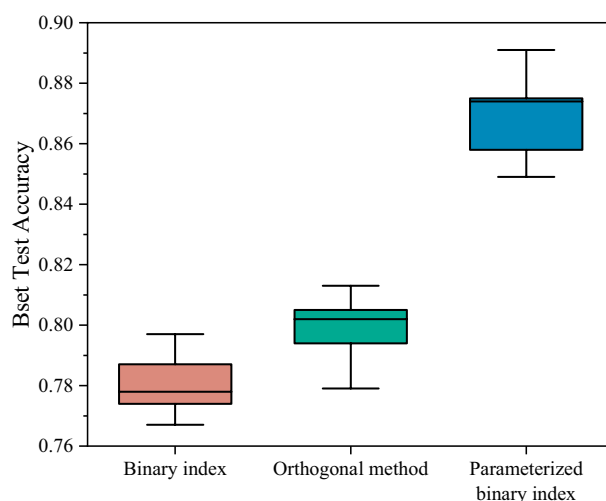 0.90
0.88
0.86
0.84
0.82
0.80
0.78
0.76
Bset Test Accuracy
Binary index
Orthogonal method
Parameterized
binary index